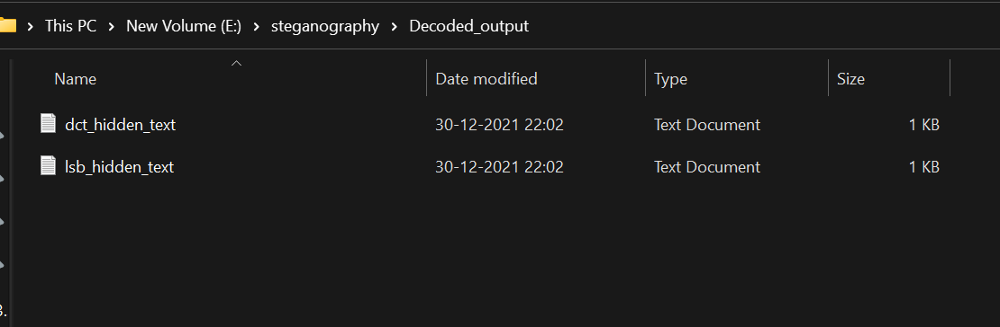 This PC > New Volume (E:) > steganography > Decoded_output
Name Date modified Type Size
dct_hidden_text 30-12-2021 22:02 Text Document 1 KB
lsb_hidden_text 30-12-2021 22:02 Text Document 1 KB